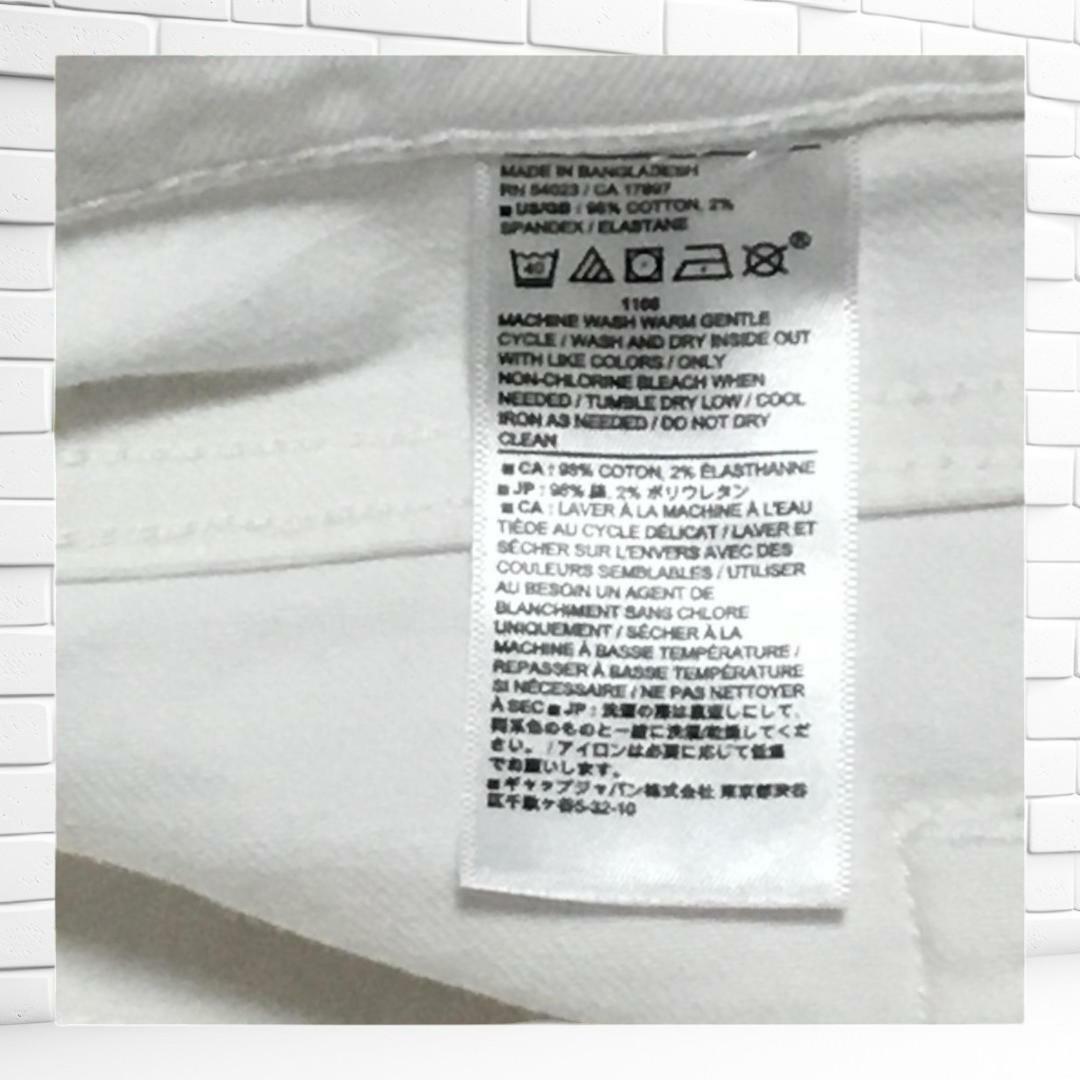 MADE IN BANGLADESH
RN 54023 / CA 17897
■ US/GB : 98% COTTON, 2%
SPANDEX / ELASTANE
40
®
1108
MACHINE WASH WARM GENTLE
CYCLE / WASH AND DRY INSIDE OUT
WITH LIKE COLORS / ONLY
NON-CHLORINE BLEACH WHEN
NEEDED / TUMBLE DRY LOW / COOL
IRON AS NEEDED / DO NOT DRY
CLEAN
■ CA : 98% COTON, 2% ÉLASTHANNE
■ JP : 98% 綿, 2% ポリウレタン
■ CA : LAVER À LA MACHINE À L'EAU
TIÈDE AU CYCLE DÉLICAT / LAVER ET
SÉCHER SUR L'ENVERS AVEC DES
COULEURS SEMBLABLES / UTILISER
AU BESOIN UN AGENT DE
BLANCHIMENT SANS CHLORE
UNIQUEMENT / SÉCHER À LA
MACHINE À BASSE TEMPÉRATURE /
REPASSER À BASSE TEMPÉRATURE
SI NÉCESSAIRE / NE PAS NETTOYER
À SEC ■ JP : 洗濯の際は裏返しにして、
同系色のものと一緒に洗濯/乾燥してくだ
さい。 / アイロンは必要に応じて低温
でお願いします。
■ ギャップジャパン株式会社 東京都渋谷
区千駄ケ谷5-32-10